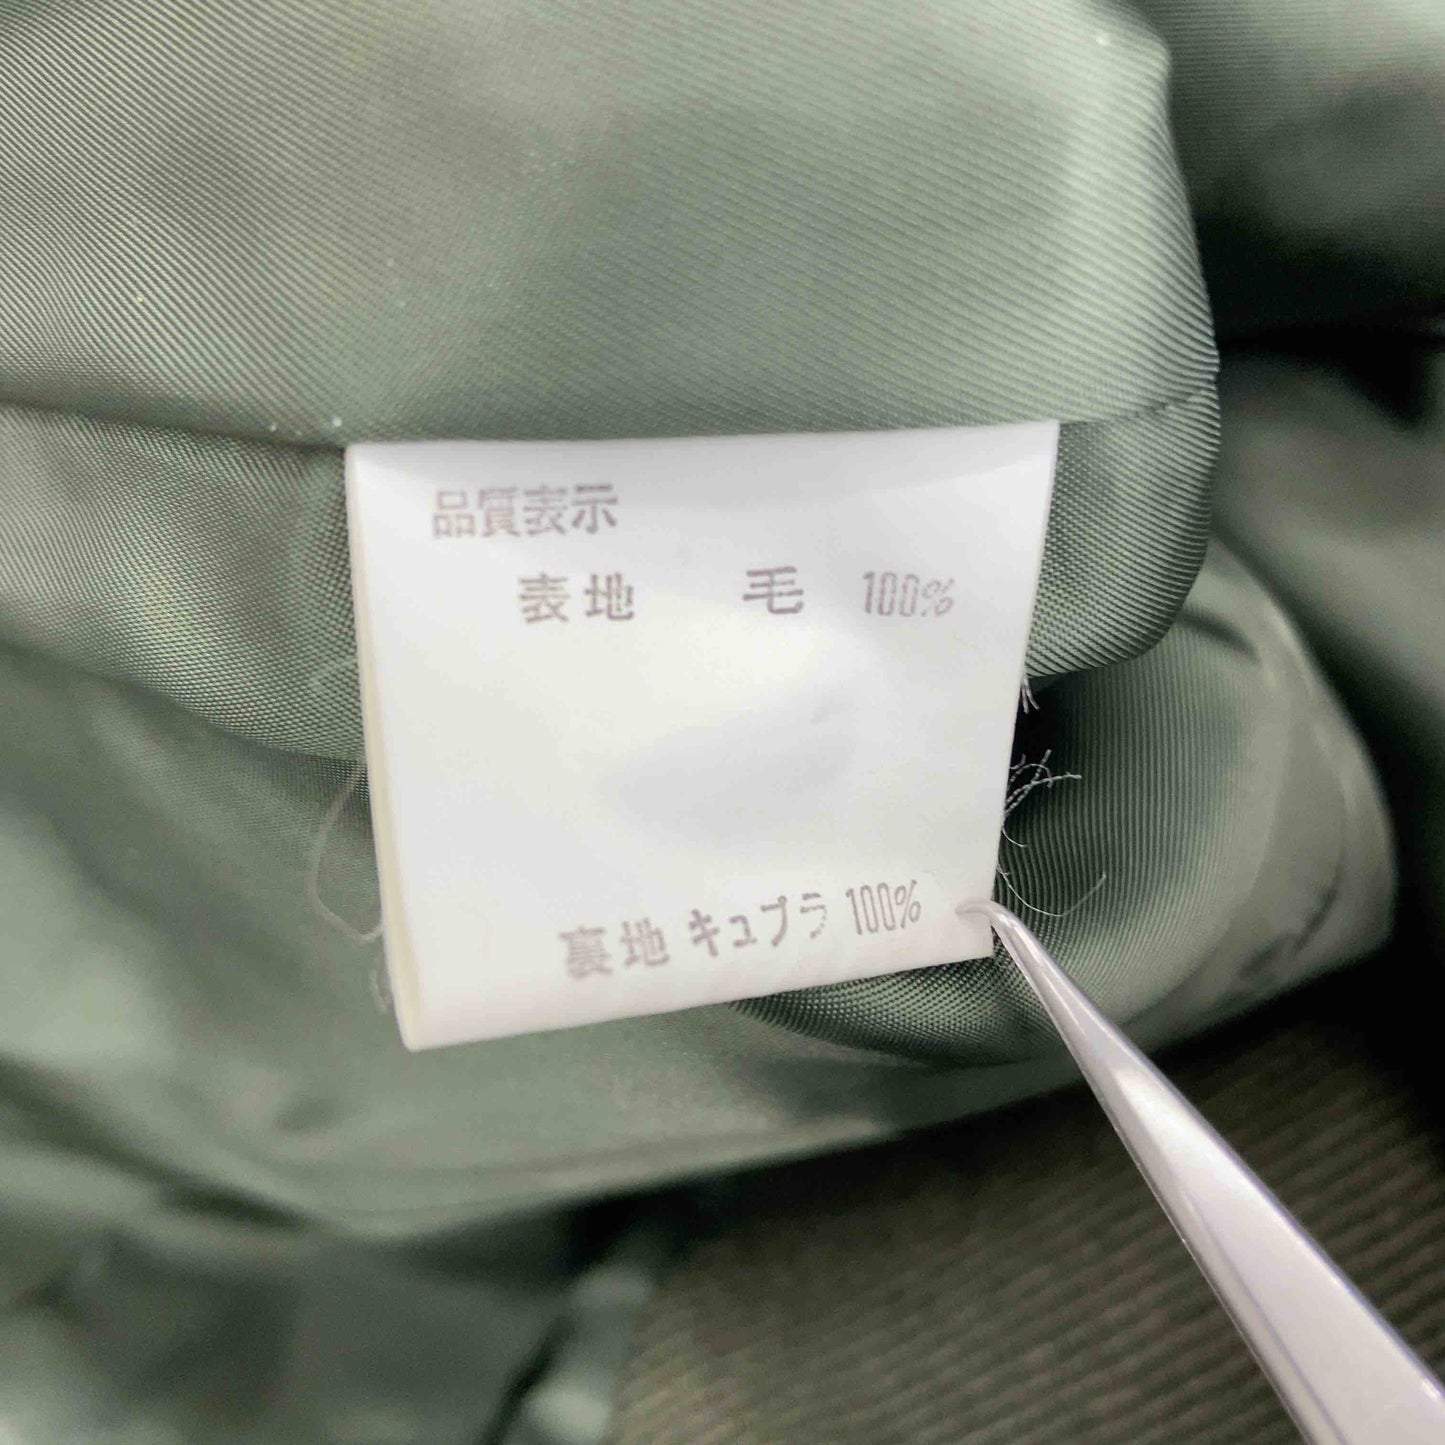 品質表示
表地 毛 100%
裏地 キュプラ 100%